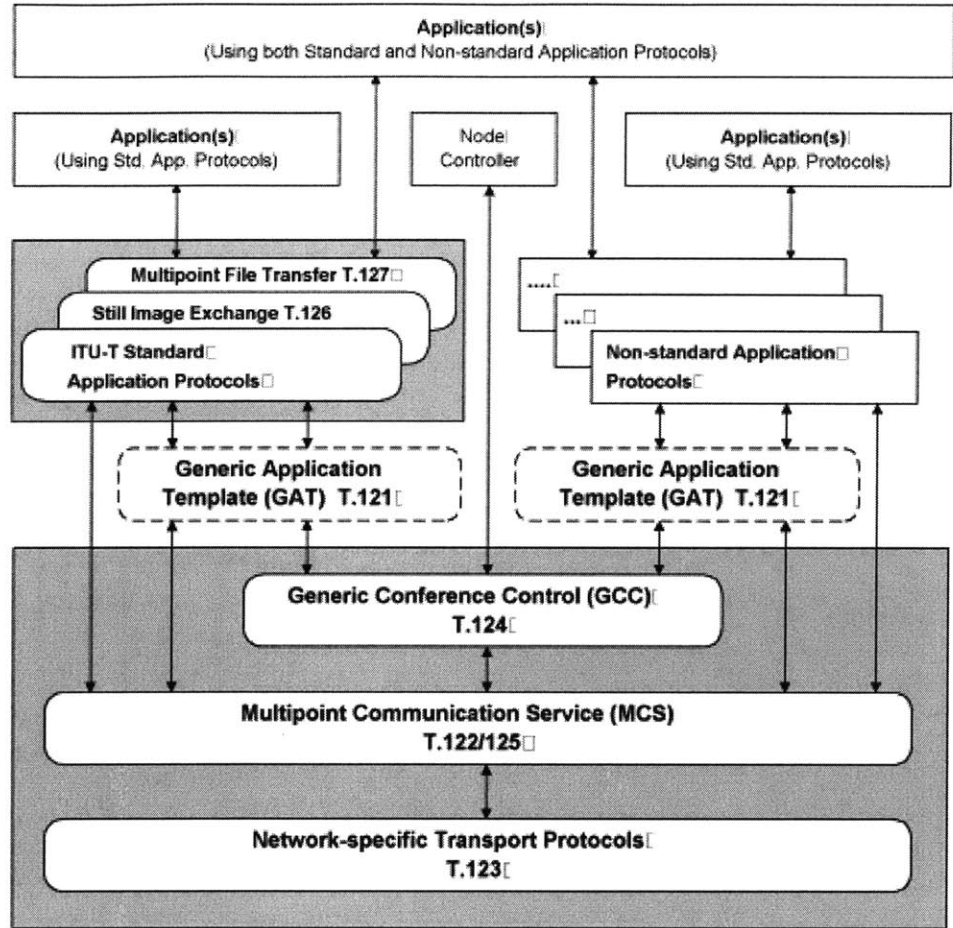 Application(s)
(Using both Standard and Non-standard Application Protocols)
Application(s)
(Using Std. App. Protocols)
Node
Controller
Application(s)
(Using Std. App. Protocols)
Multipoint File Transfer T.127
Still Image Exchange T.126
ITU-T Standard
Application Protocols
....
...
Non-standard Application
Protocols
Generic Application
Template (GAT) T.121
Generic Application
Template (GAT) T.121
Generic Conference Control (GCC)
T.124
Multipoint Communication Service (MCS)
T.122/125
Network-specific Transport Protocols
T.123